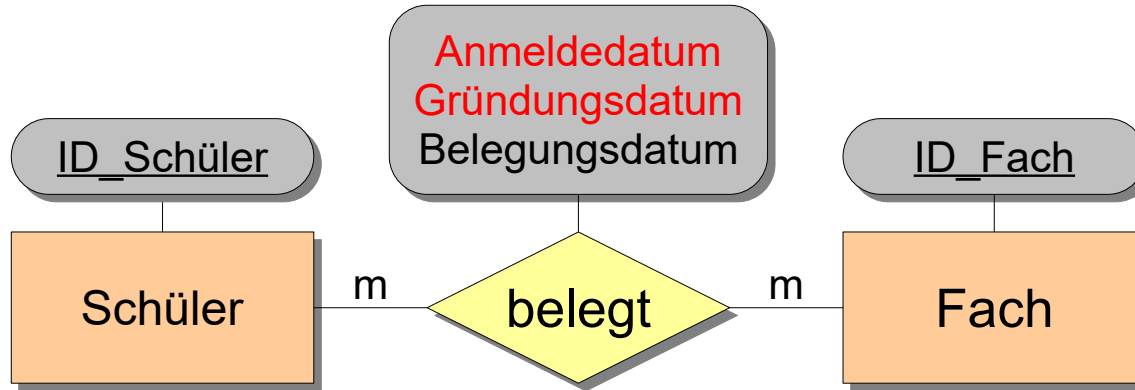 Anmeldedatum
Gründungsdatum
Belegungsdatum
ID_Schüler
ID_Fach
Schüler
m
belegt
m
Fach